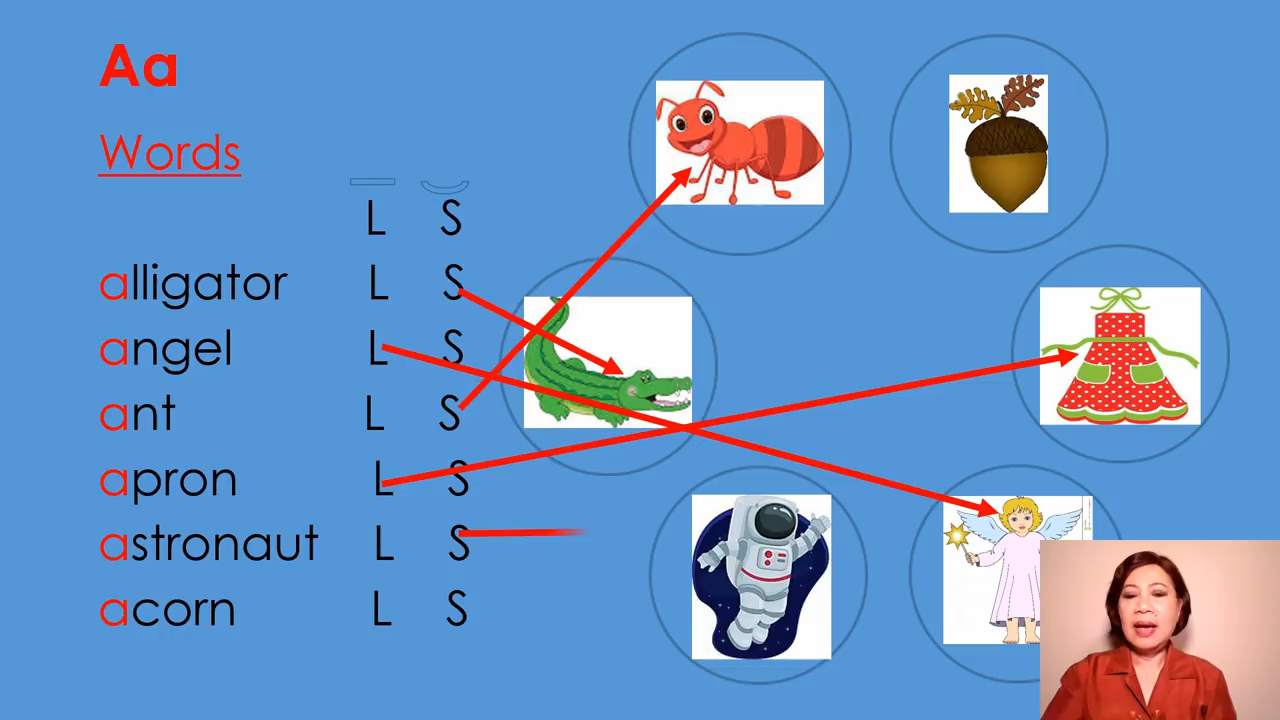 Aa
Words
L S
alligator L S
angel L S
ant L S
apron L S
astronaut L S
acorn L S